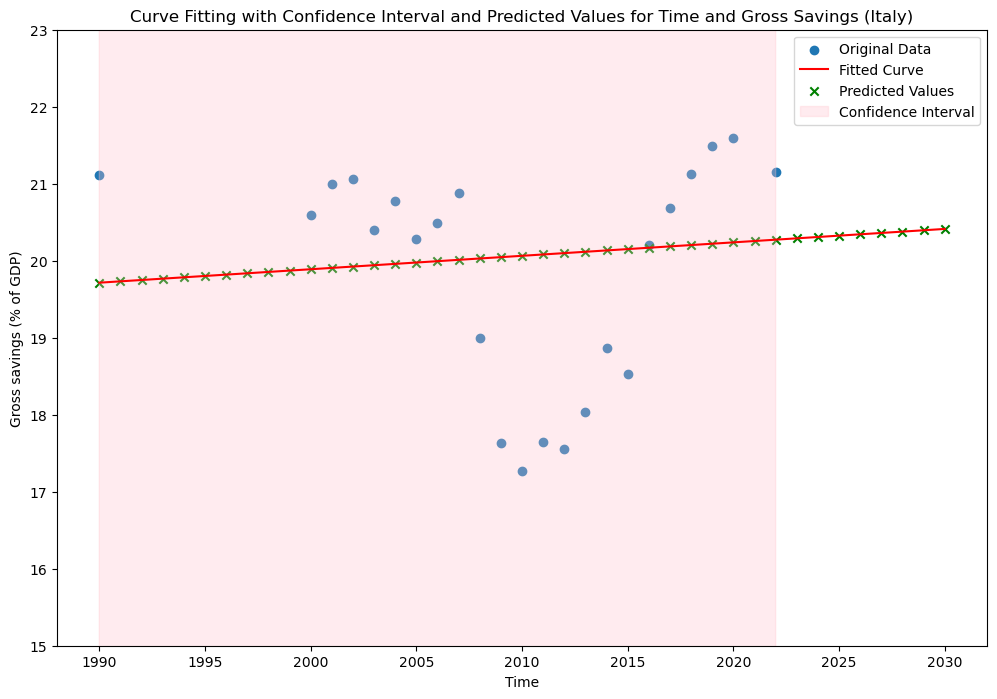 Curve Fitting with Confidence Interval and Predicted Values for Time and Gross Savings (Italy)
23
22
21
20
19
18
17
16
15
Gross savings (% of GDP)
Original Data
Fitted Curve
Predicted Values
Confidence Interval
1990 1995 2000 2005 2010 2015 2020 2025 2030
Time